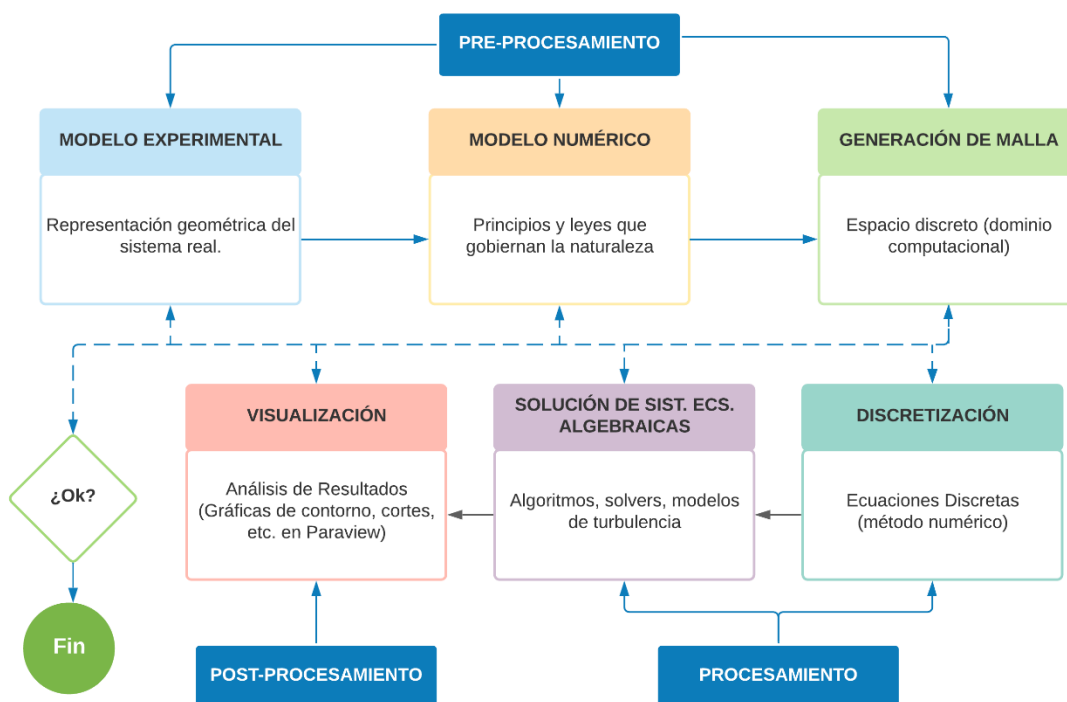 PRE-PROCESAMIENTO
MODELO EXPERIMENTAL
Representación geométrica del
sistema real.
MODELO NUMÉRICO
Principios y leyes que
gobiernan la naturaleza
GENERACIÓN DE MALLA
Espacio discreto (dominio
computacional)
VISUALIZACIÓN
Análisis de Resultados
(Gráficas de contorno, cortes,
etc. en Paraview)
SOLUCIÓN DE SIST. ECS.
ALGEBRAICAS
Algoritmos, solvers, modelos
de turbulencia
DISCRETIZACIÓN
Ecuaciones Discretas
(método numérico)
¿Ok?
Fin
POST-PROCESAMIENTO
PROCESAMIENTO